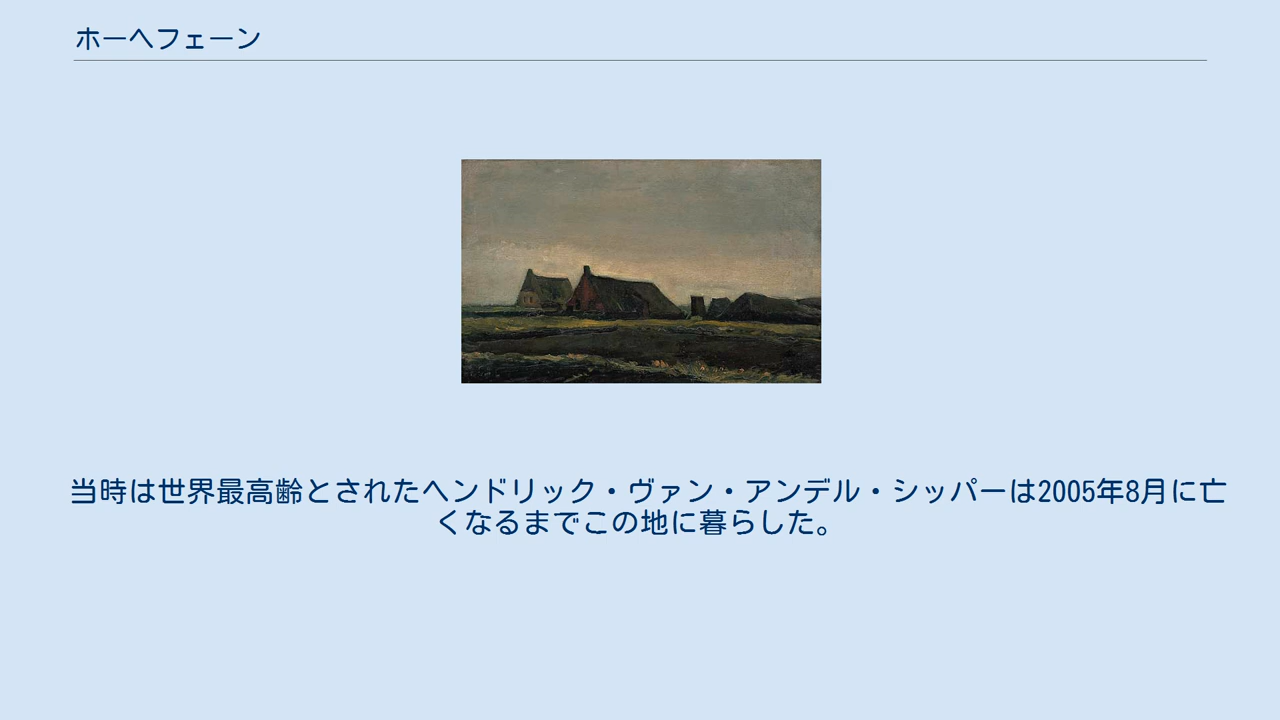 ホーヘフェーン
当時は世界最高齢とされたヘンドリック・ヴァン・アンデル・シッパーは2005年8月に亡
くなるまでこの地に暮らした。